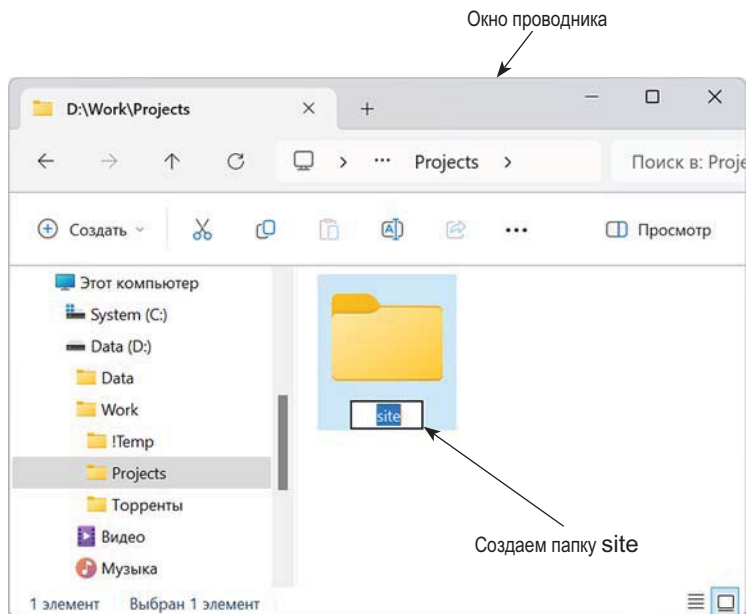 Окно проводника
D:\Work\Projects
Projects
Поиск в: Proje
Создать
Просмотр
Этот компьютер
System (C:)
Data (D:)
Data
Work
!Temp
Projects
Торренты
Видео
Музыка
site
Создаем папку site
1 элемент Выбран 1 элемент